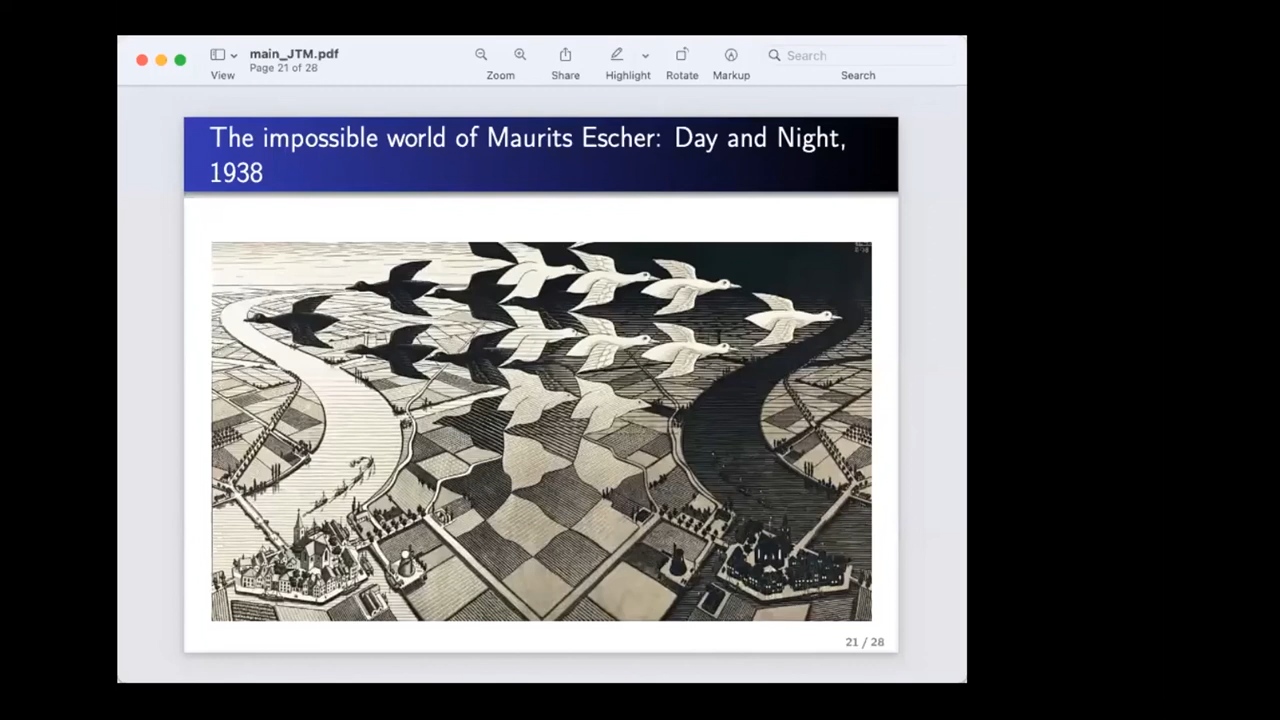 main_JTM.pdf
Page 21 of 28
View
Zoom
Share
Highlight
Rotate
Markup
Search
Search
The impossible world of Maurits Escher: Day and Night,
1938
21 / 28